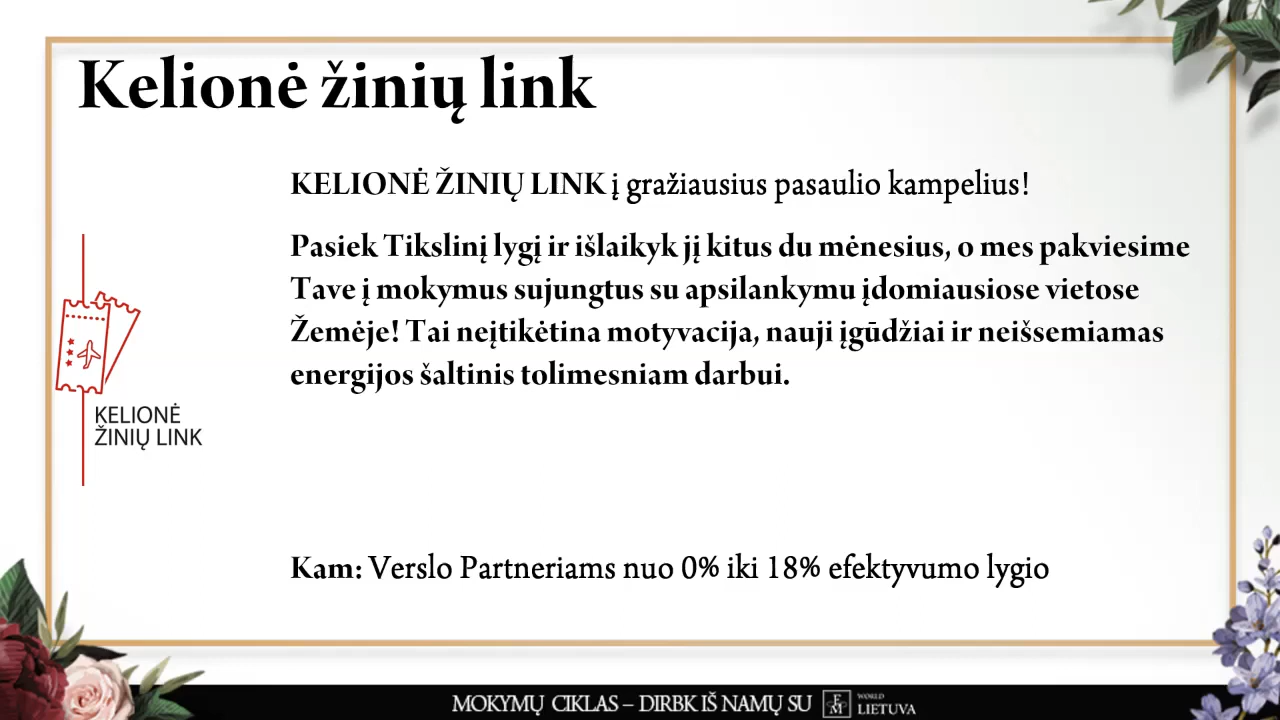 Kelionė žinių link
KELIONĖ ŽINIŲ LINK į gražiausius pasaulio kampelius!
Pasiek Tikslinį lygį ir išlaikyk jį kitus du mėnesius, o mes pakviesime
Tave į mokymus sujungtus su apsilankymu įdomiausiose vietose
Žemėje! Tai neįtikėtina motyvacija, nauji įgūdžiai ir neišsemiamas
energijos šaltinis tolimesniam darbui.
KELIONĖ
ŽINIŲ LINK
Kam: Verslo Partneriams nuo 0% iki 18% efektyvumo lygio
MOKYMŲ CIKLAS – DIRBK IŠ NAMŲ SU
FM
WORLD
LIETUVA